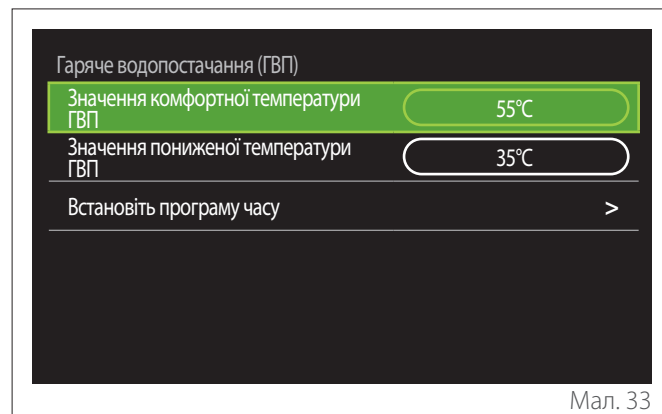 Гаряче водопостачання (ГВП)
Значення комфортної температури
ГВП
55°C
Значення пониженої температури
ГВП
35°C
Встановіть програму часу >
Мал. 33